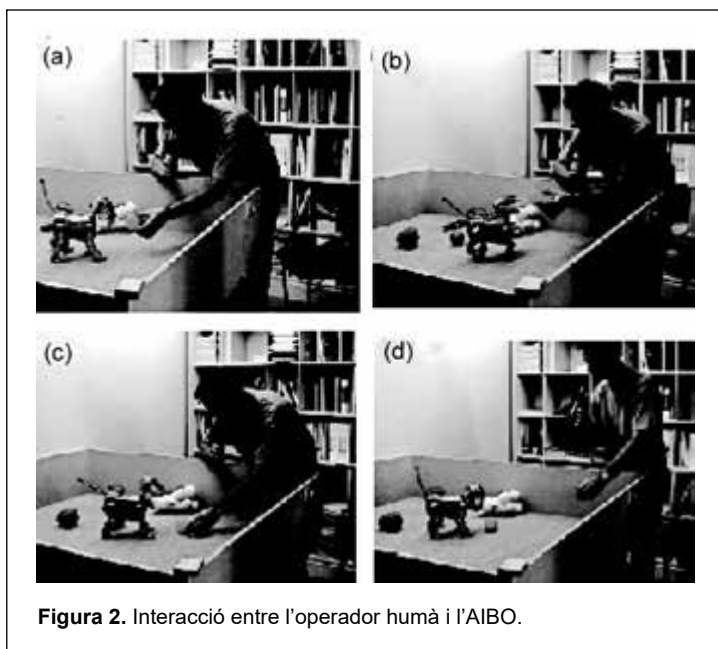 (a)
(b)
(c)
(d)
Figura 2. Interacció entre l’operador humà i l’AIBO.